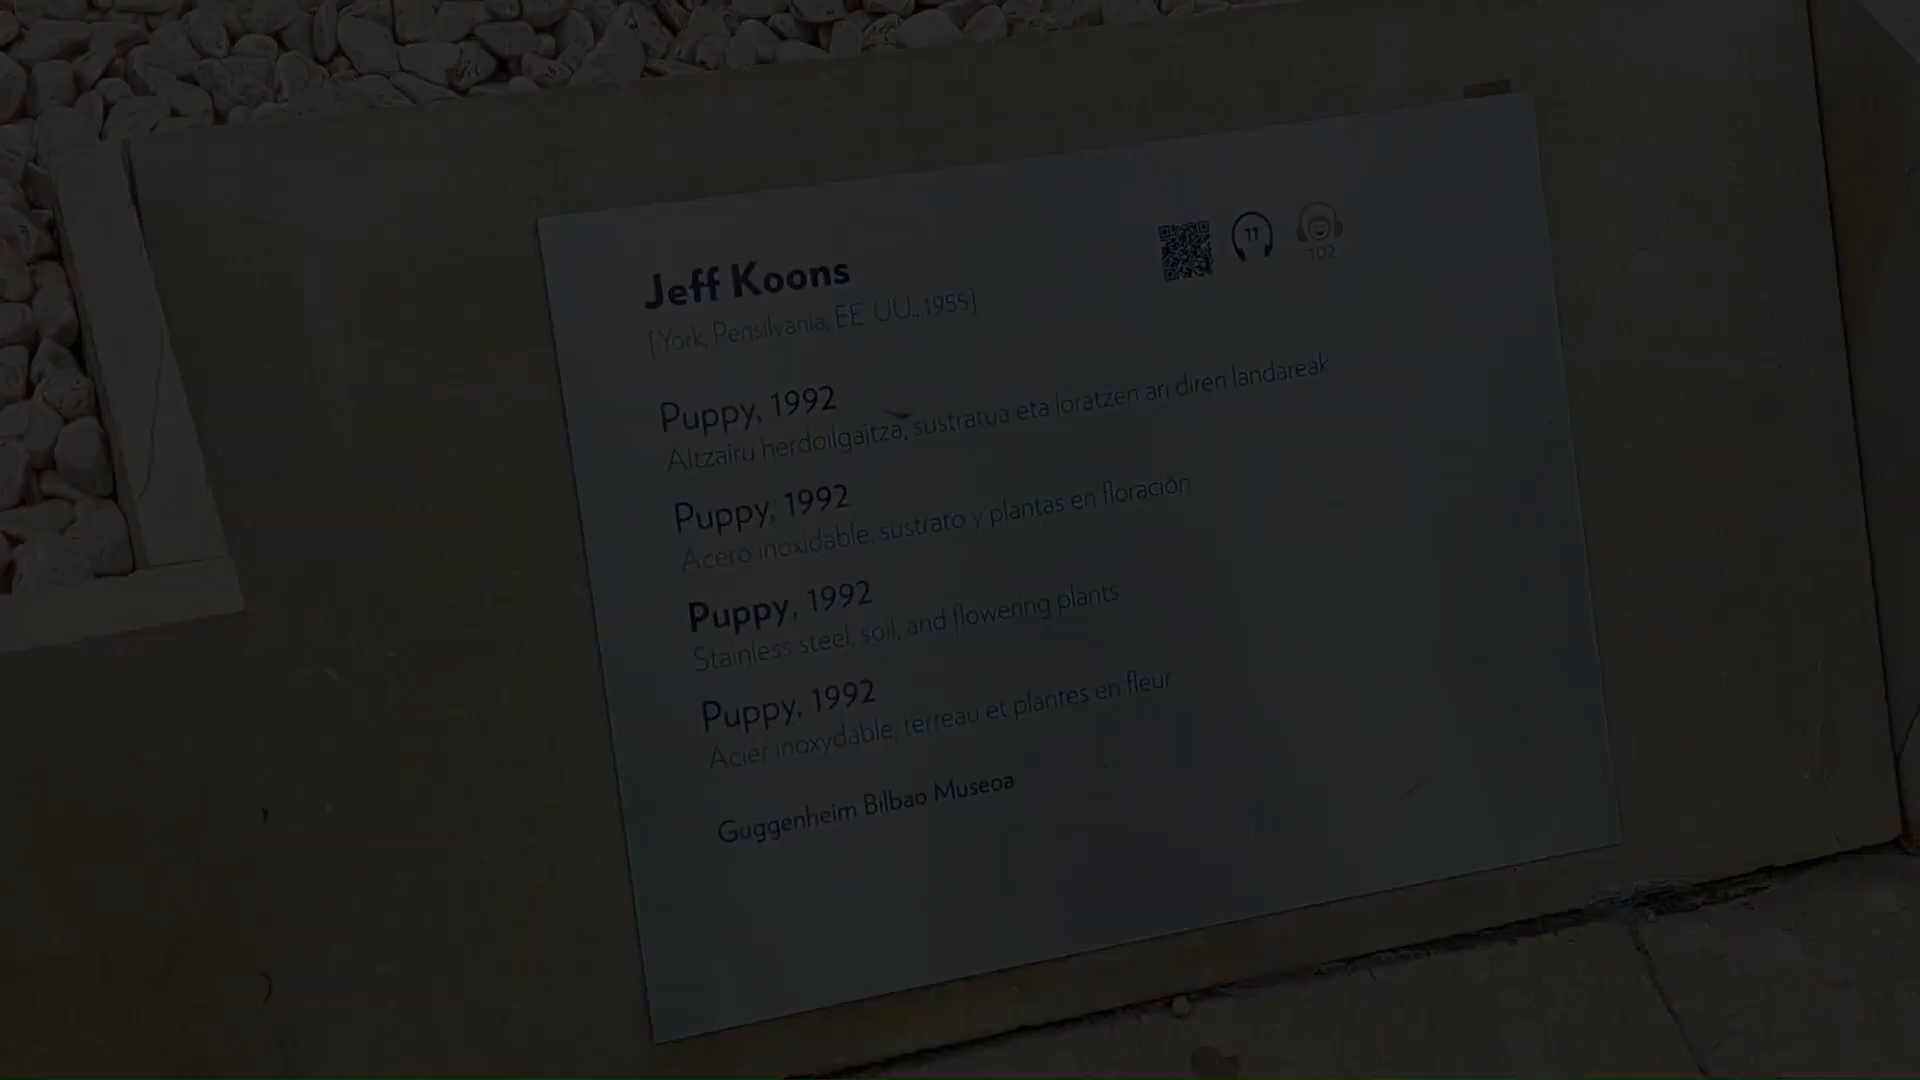 Jeff Koons
[York, Pensilvania, EE. UU., 1955]
11
102
Puppy, 1992
Altzairu herdoilgaitza, sustratua eta loratzen ari diren landareak
Puppy, 1992
Acero inoxidable, sustrato y plantas en floración
Puppy, 1992
Stainless steel, soil, and flowering plants
Puppy, 1992
Acier inoxydable, terreau et plantes en fleur
Guggenheim Bilbao Museoa